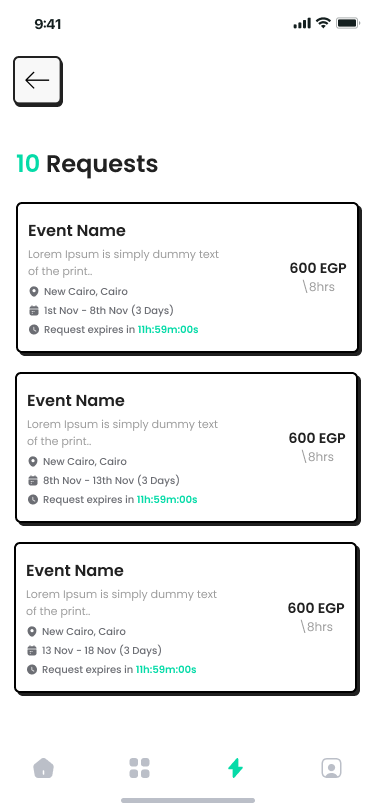 9:41
10 Requests
Event Name
Lorem Ipsum is simply dummy text
of the print..
600 EGP
\8hrs
New Cairo, Cairo
1st Nov - 8th Nov (3 Days)
Request expires in 11h:59m:00s
Event Name
Lorem Ipsum is simply dummy text
of the print..
600 EGP
\8hrs
New Cairo, Cairo
8th Nov - 13th Nov (3 Days)
Request expires in 11h:59m:00s
Event Name
Lorem Ipsum is simply dummy text
of the print..
600 EGP
\8hrs
New Cairo, Cairo
13 Nov - 18 Nov (3 Days)
Request expires in 11h:59m:00s